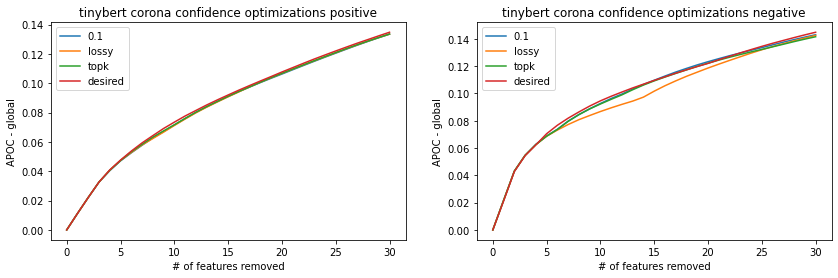 tinybert corona confidence optimizations positive
APOC - global
0.14
0.12
0.10
0.08
0.06
0.04
0.02
0.00
0.1
lossy
topk
desired
0
5
10
15
20
25
30
# of features removed
tinybert corona confidence optimizations negative
APOC - global
0.14
0.12
0.10
0.08
0.06
0.04
0.02
0.00
0.1
lossy
topk
desired
0
5
10
15
20
25
30
# of features removed